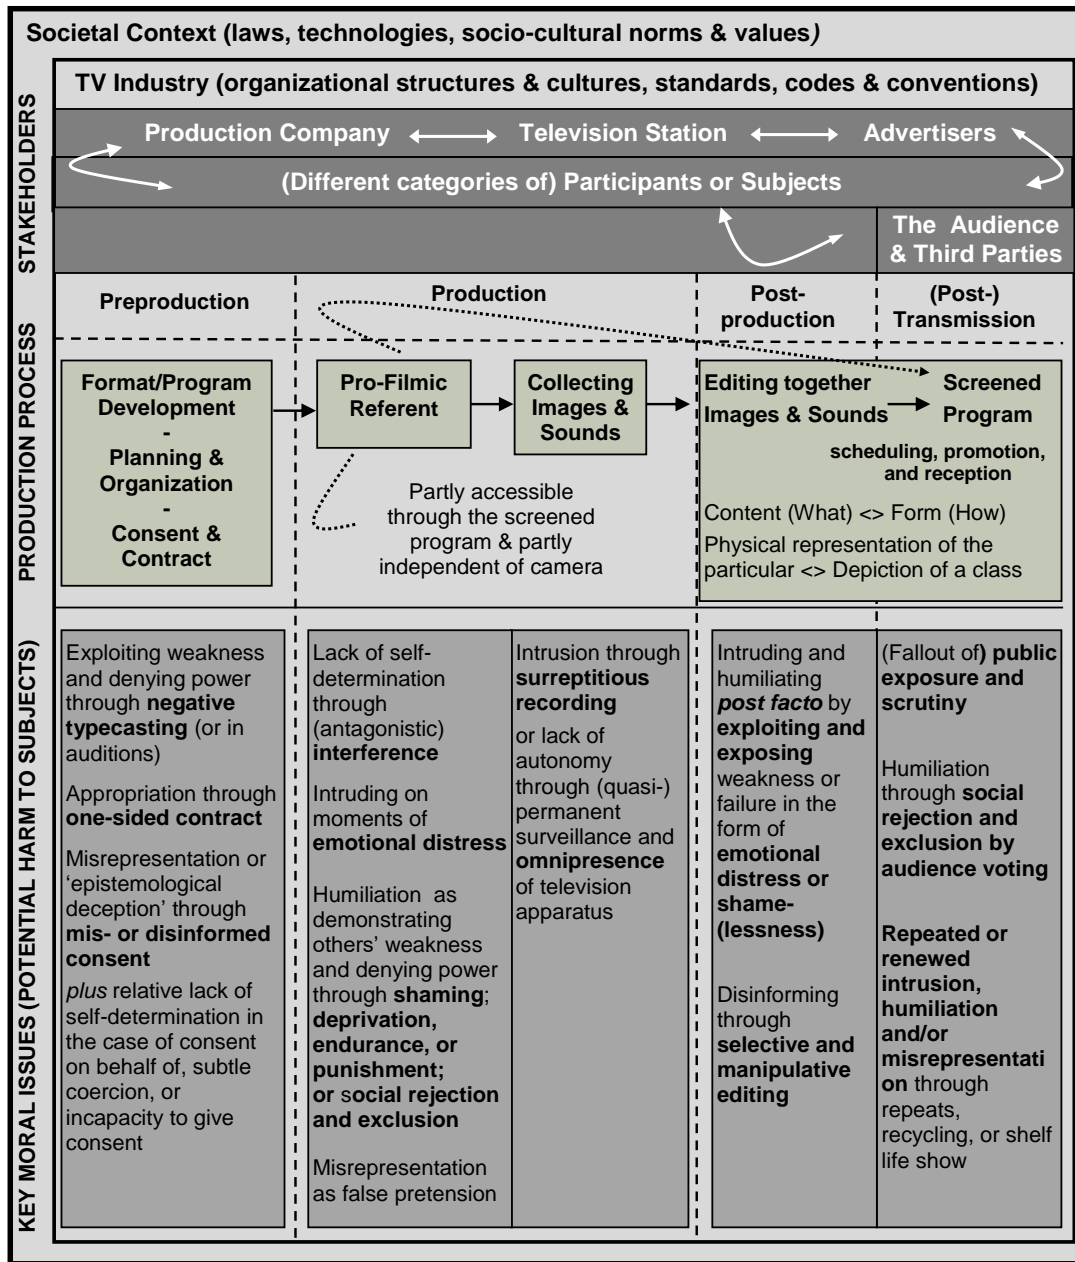 Societal Context (laws, technologies, socio-cultural norms & values)
STAKEHOLDERS
TV Industry (organizational structures & cultures, standards, codes & conventions)
Production Company Television Station Advertisers
(Different categories of) Participants or Subjects
The Audience
& Third Parties
PRODUCTION PROCESS
Preproduction
Production
Post-
production
(Post-)
Transmission
Format/Program
Development
-
Planning &
Organization
-
Consent &
Contract
Pro-Filmic
Referent
Collecting
Images &
Sounds
Partly accessible
through the screened
program & partly
independent of camera
Editing together
Images & Sounds
Screened
Program
scheduling, promotion,
and reception
Content (What) <> Form (How)
Physical representation of the
particular <> Depiction of a class
KEY MORAL ISSUES (POTENTIAL HARM TO SUBJECTS)
Exploiting weakness
and denying power
through negative
typecasting (or in
auditions)
Appropriation through
one-sided contract
Misrepresentation or
‘epistemological
deception’ through
mis- or disinformed
consent
plus relative lack of
self-determination in
the case of consent
on behalf of, subtle
coercion, or
incapacity to give
consent
Lack of self-
determination
through
(antagonistic)
interference
Intruding on
moments of
emotional distress
Humiliation as
demonstrating
others’ weakness
and denying power
through shaming;
deprivation,
endurance, or
punishment;
or social rejection
and exclusion
Misrepresentation
as false pretension
Intrusion through
surreptitious
recording
or lack of
autonomy
through (quasi-)
permanent
surveillance and
omnipresence
of television
apparatus
Intruding and
humiliating
post facto by
exploiting and
exposing
weakness or
failure in the
form of
emotional
distress or
shame-
(lessness)
Disinforming
through
selective and
manipulative
editing
(Fallout of) public
exposure and
scrutiny
Humiliation
through social
rejection and
exclusion by
audience voting
Repeated or
renewed
intrusion,
humiliation
and/or
misrepresentati
on through
repeats,
recycling, or shelf
life show